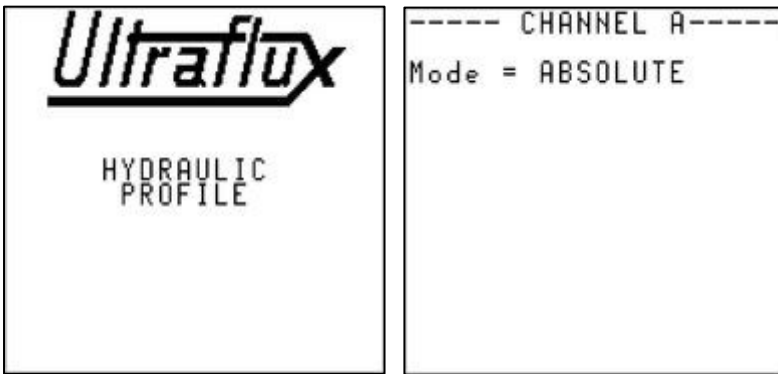 Ultraflux
HYDRAULIC
PROFILE
----- CHANNEL A-----
Mode = ABSOLUTE